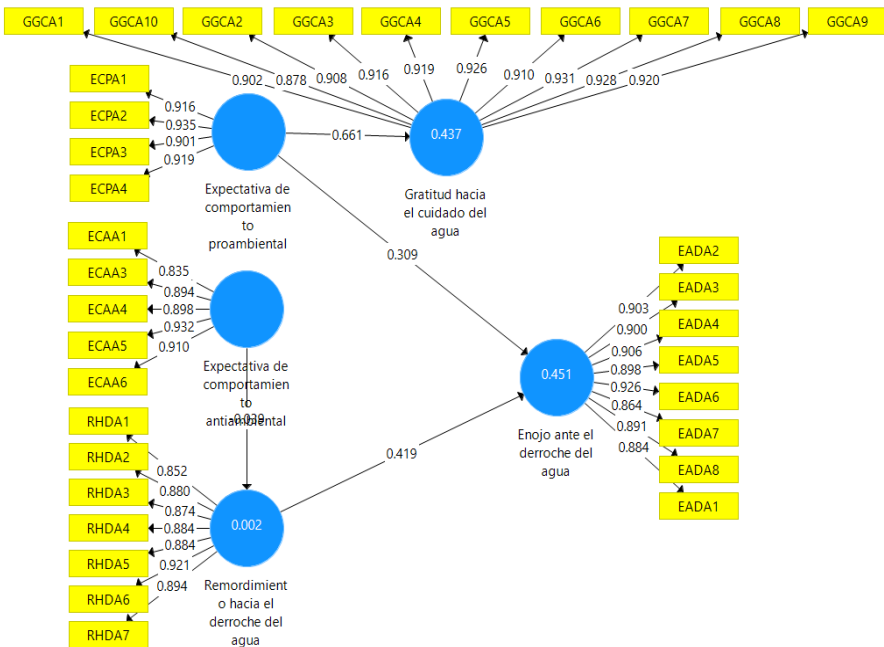 GGCA1 GGCA10 GGCA2 GGCA3 GGCA4 GGCA5 GGCA6 GGCA7 GGCA8 GGCA9
0.902 0.878 0.908 0.916 0.919 0.926 0.910 0.931 0.928 0.920
ECPA1
ECPA2
ECPA3
ECPA4
0.916
0.935
0.901
0.919
0.661
0.437
Expectativa de
comportamien
to
proambiental
Gratitud hacia
el cuidado del
agua
0.309
ECAA1
ECAA3
ECAA4
ECAA5
ECAA6
0.835
0.894
0.898
0.932
0.910
Expectativa de
comportamien
to
antiambiental
EADA2
EADA3
EADA4
EADA5
EADA6
EADA7
EADA8
EADA1
0.903
0.900
0.906
0.898
0.926
0.864
0.891
0.884
0.451
Enojo ante el
derroche del
agua
0.419
RHDA1
RHDA2
RHDA3
RHDA4
RHDA5
RHDA6
RHDA7
0.852
0.880
0.874
0.884
0.884
0.921
0.894
0.002
Remordimient
o hacia el
derroche del
agua